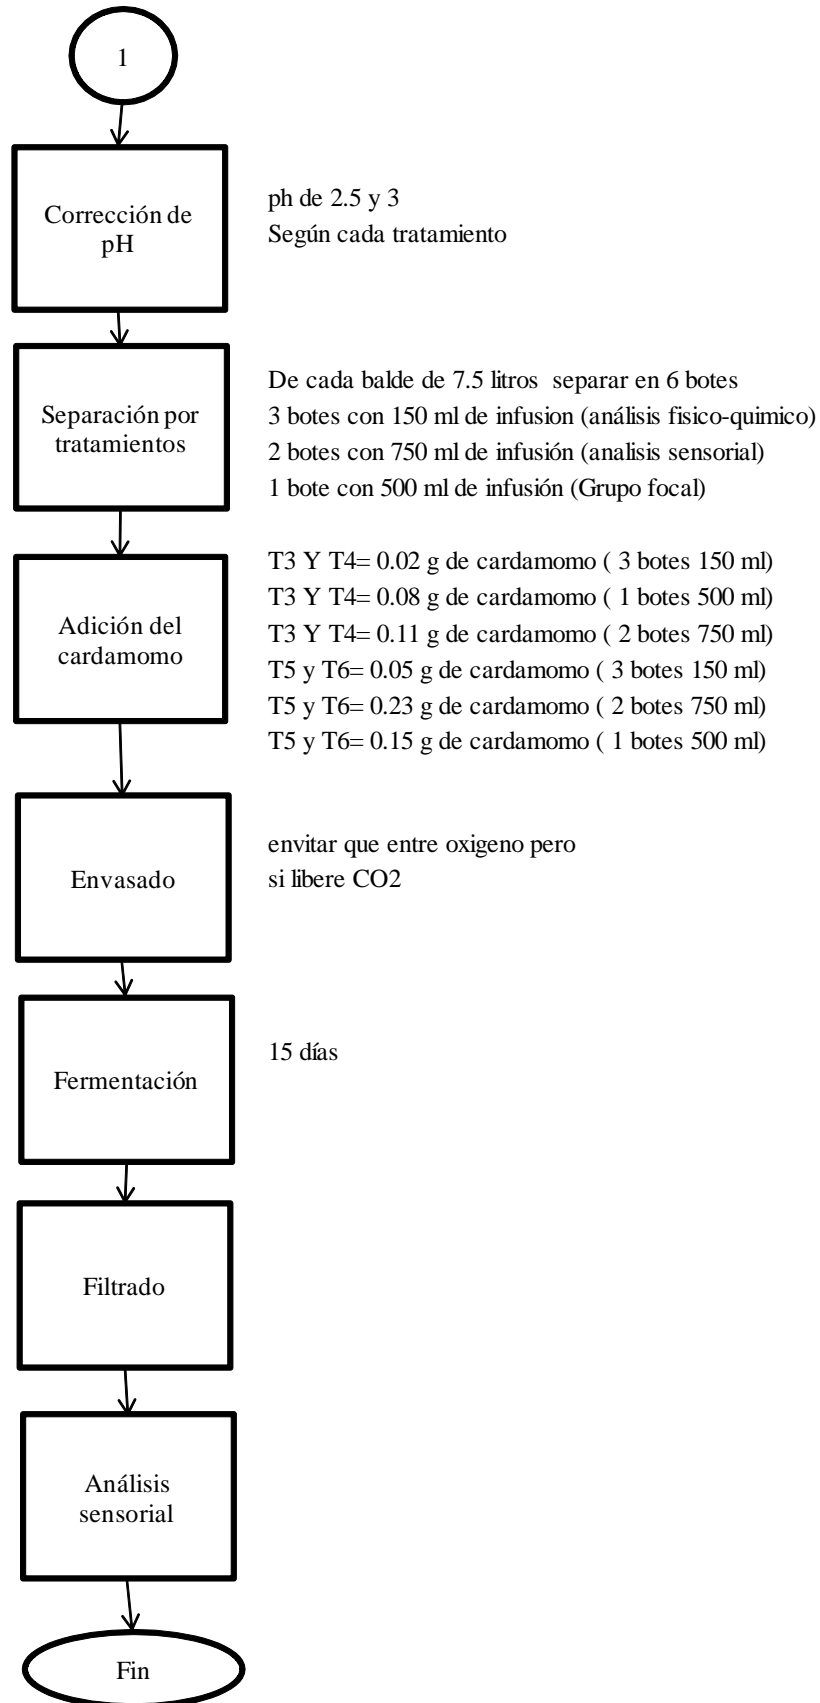 1
Corrección de
pH
ph de 2.5 y 3
Según cada tratamiento
Separación por
tratamientos
De cada balde de 7.5 litros separar en 6 botes
3 botes con 150 ml de infusion (análisis fisico-quimico)
2 botes con 750 ml de infusión (analisis sensorial)
1 bote con 500 ml de infusión (Grupo focal)
Adición del
cardamomo
T3 Y T4= 0.02 g de cardamomo ( 3 botes 150 ml)
T3 Y T4= 0.08 g de cardamomo ( 1 botes 500 ml)
T3 Y T4= 0.11 g de cardamomo ( 2 botes 750 ml)
T5 y T6= 0.05 g de cardamomo ( 3 botes 150 ml)
T5 y T6= 0.23 g de cardamomo ( 2 botes 750 ml)
T5 y T6= 0.15 g de cardamomo ( 1 botes 500 ml)
Envasado
envitar que entre oxigeno pero
si libere CO2
Fermentación
15 días
Filtrado
Análisis
sensorial
Fin